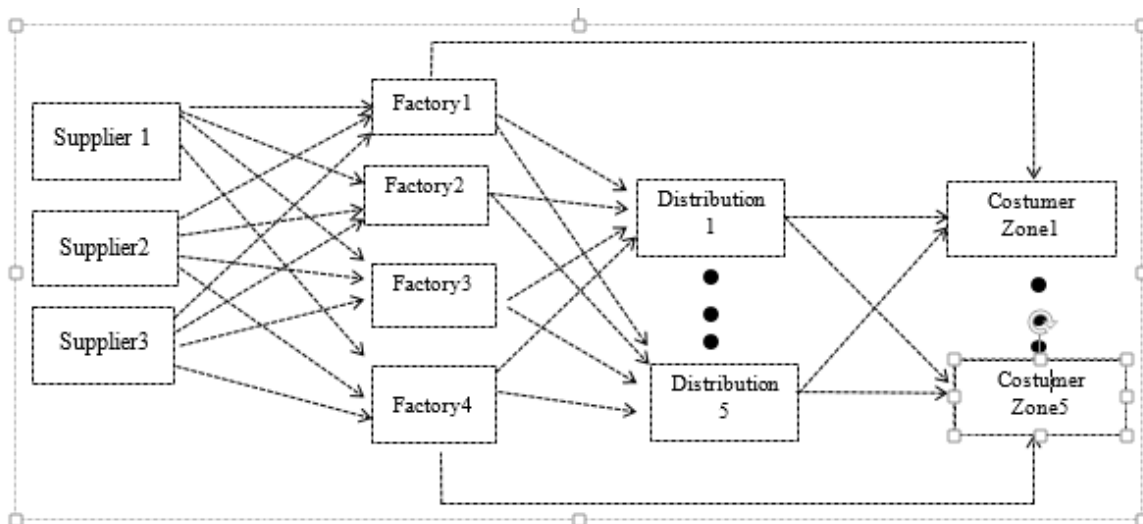 Supplier 1
Supplier2
Supplier3
Factory1
Factory2
Factory3
Factory4
Distribution
1
Distribution
5
Costumer
Zone1
Costumer
Zone5